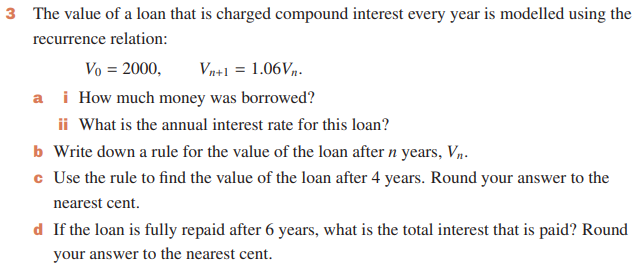 3 The value of a loan that is charged compound interest every year is modelled using the
recurrence relation:
V₀ = 2000, Vₙ₊₁ = 1.06Vₙ.
a i How much money was borrowed?
ii What is the annual interest rate for this loan?
b Write down a rule for the value of the loan after n years, Vₙ.
c Use the rule to find the value of the loan after 4 years. Round your answer to the
nearest cent.
d If the loan is fully repaid after 6 years, what is the total interest that is paid? Round
your answer to the nearest cent.